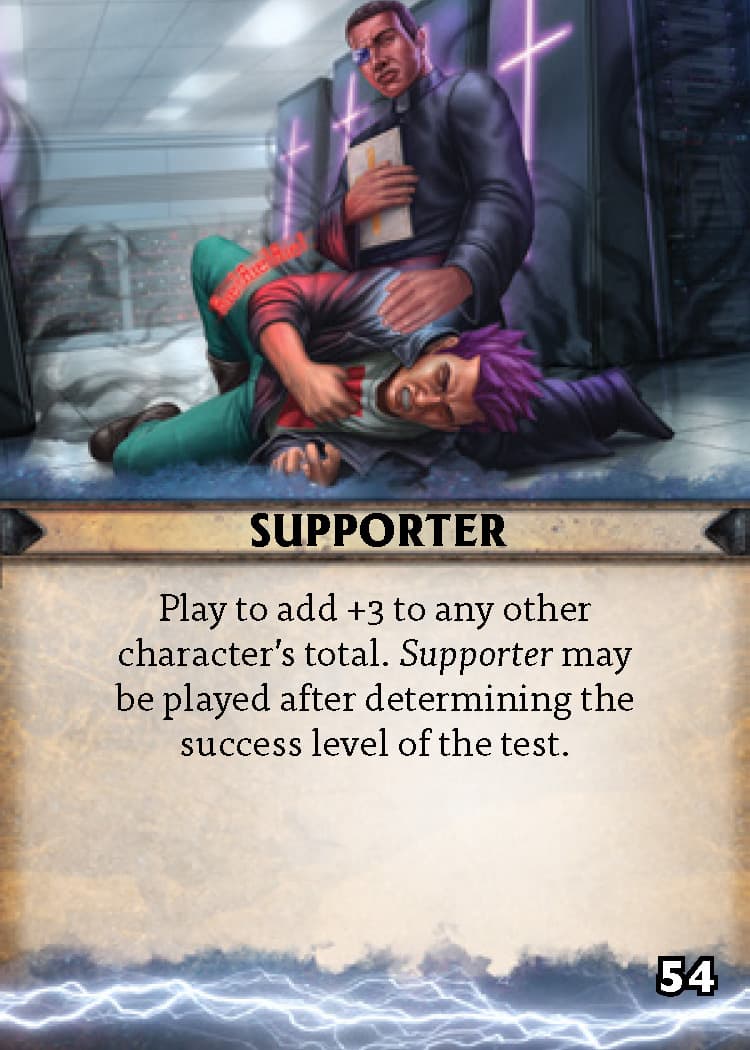 SUPPORTER
Play to add +3 to any other
character's total. Supporter may
be played after determining the
success level of the test.
54